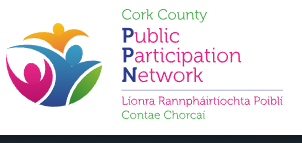 Cork County
Public
Participation
Network
Líonra Rannpháirtíochta Poiblí
Contae Chorcaí